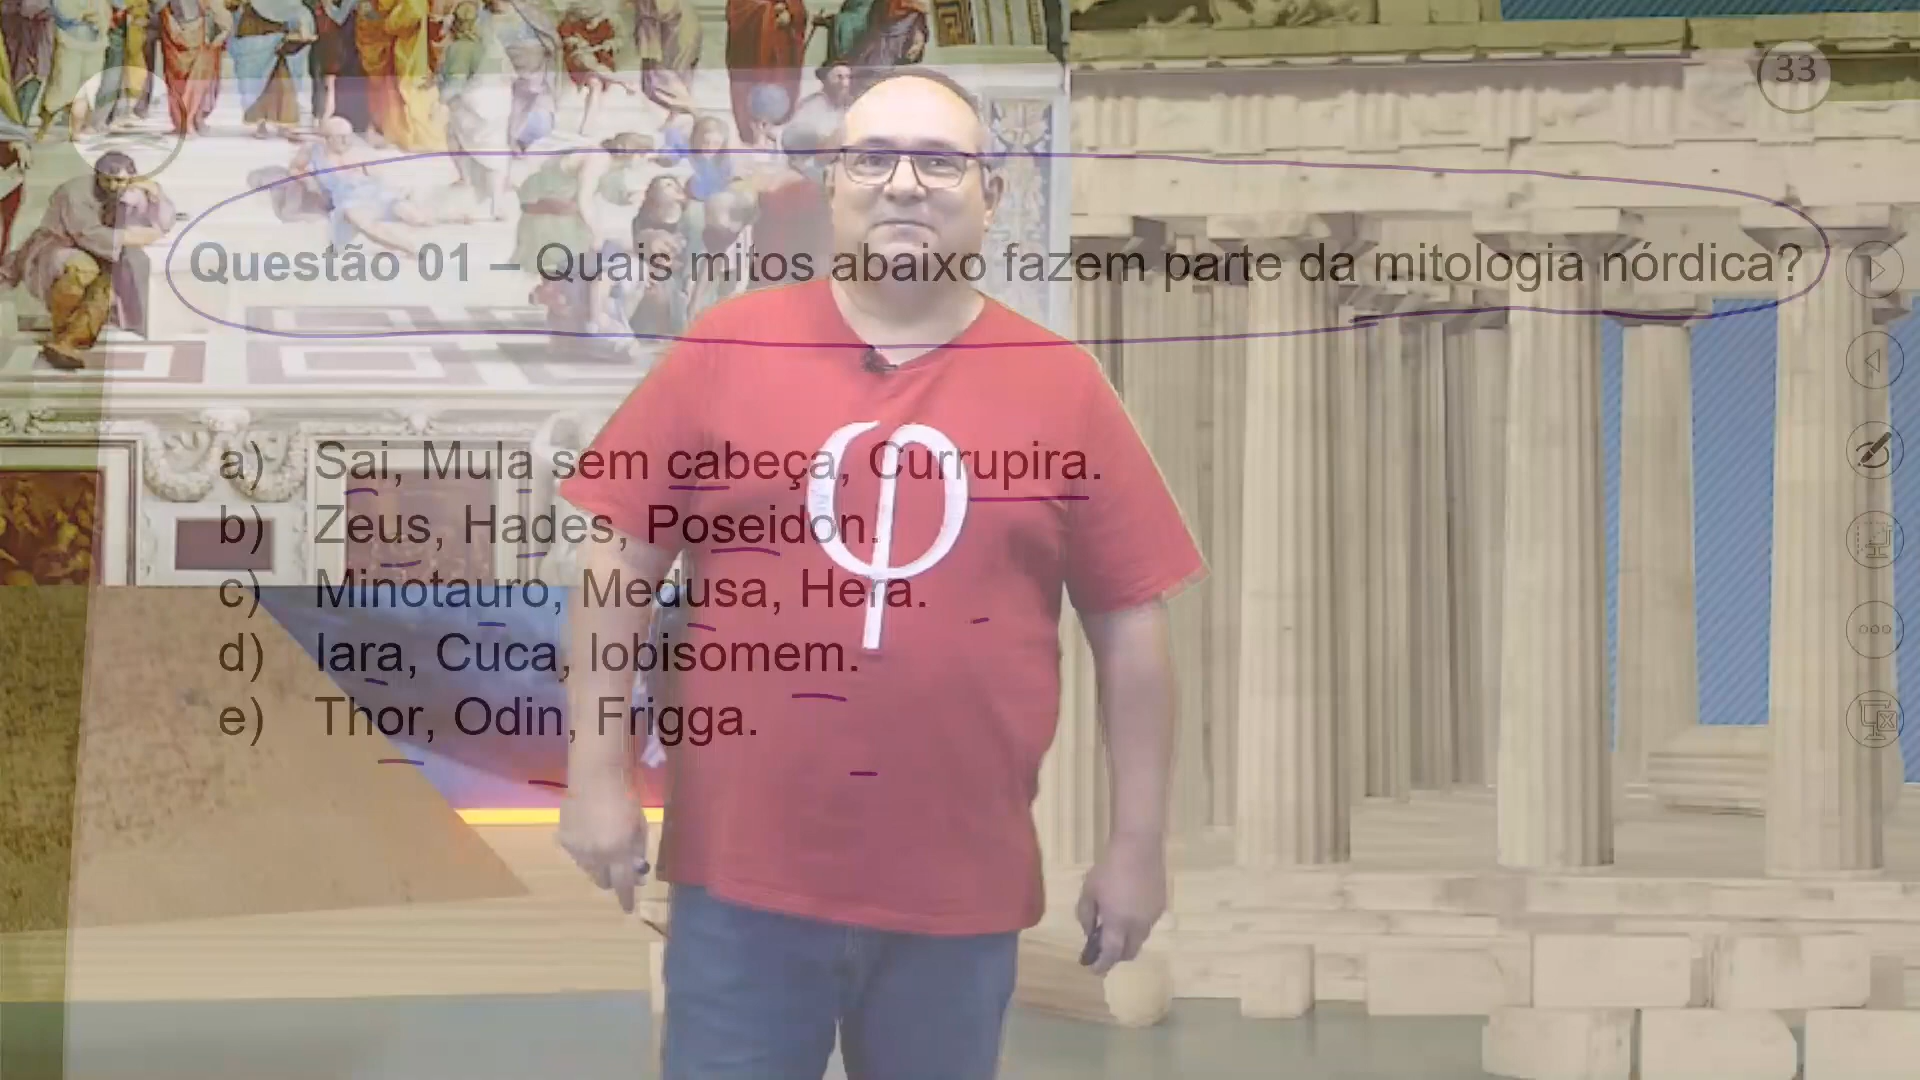 33
Questão 01 – Quais mitos abaixo fazem parte da mitologia nórdica?
a) Sai, Mula sem cabeça, Currupira.
b) Zeus, Hades, Poseidon.
c) Minotauro, Medusa, Hera.
d) Iara, Cuca, lobisomem.
e) Thor, Odin, Frigga.
φ